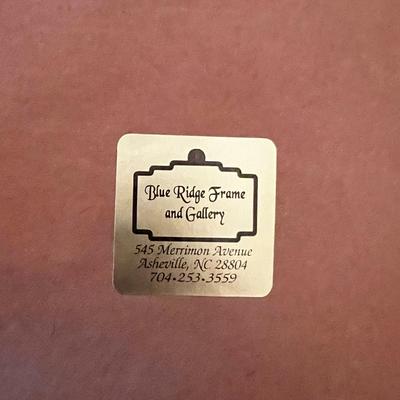 Blue Ridge Frame
and Gallery
545 Merrimon Avenue
Asheville, NC 28804
704•253•3559